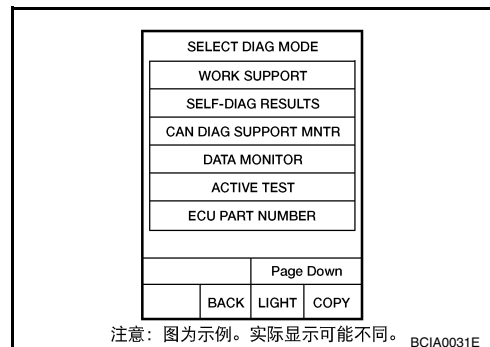 SELECT DIAG MODE
WORK SUPPORT
SELF-DIAG RESULTS
CAN DIAG SUPPORT MNTR
DATA MONITOR
ACTIVE TEST
ECU PART NUMBER
Page Down
BACK LIGHT COPY
注意：图为示例。实际显示可能不同。 BCIA0031E